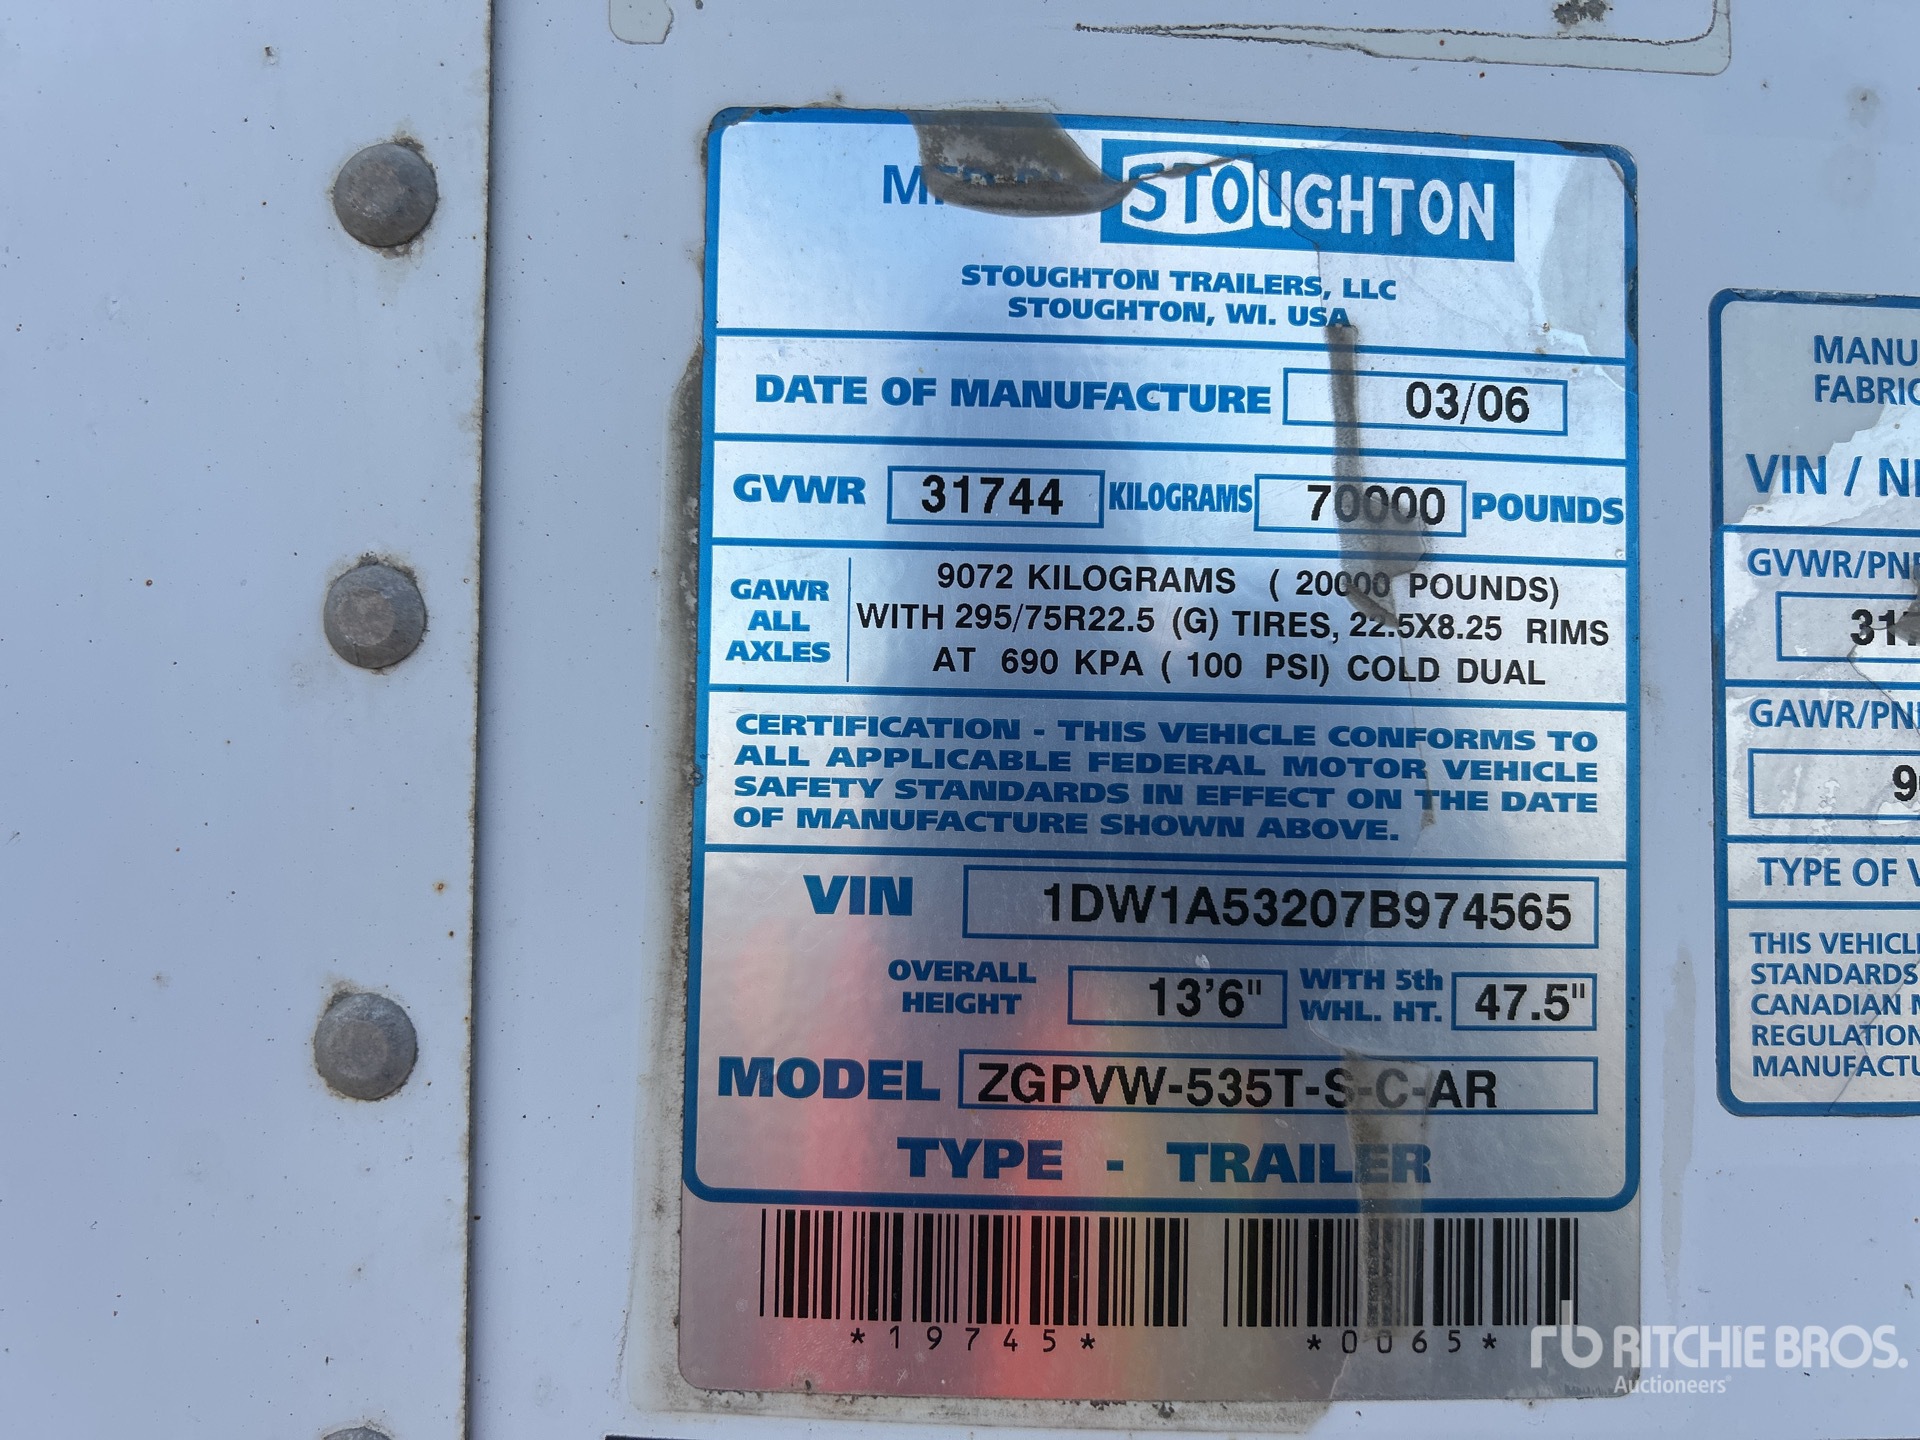 STOUGHTON
STOUGHTON TRAILERS, LLC
STOUGHTON, WI. USA
DATE OF MANUFACTURE 03/06
GVWR 31744 KILOGRAMS 70000 POUNDS
GAWR ALL AXLES
9072 KILOGRAMS ( 20000 POUNDS)
WITH 295/75R22.5 (G) TIRES, 22.5X8.25 RIMS
AT 690 KPA ( 100 PSI) COLD DUAL
CERTIFICATION - THIS VEHICLE CONFORMS TO
ALL APPLICABLE FEDERAL MOTOR VEHICLE
SAFETY STANDARDS IN EFFECT ON THE DATE
OF MANUFACTURE SHOWN ABOVE.
VIN 1DW1A53207B974565
OVERALL HEIGHT 13'6" WITH 5th WHL. HT. 47.5"
MODEL ZGPVW-535T-S-C-AR
TYPE - TRAILER
*19745* *0065*
MANU
FABRIC
VIN /
GVWR/PN
GAWR/PN
TYPE OF
THIS VEHICL
STANDARDS
CANADIAN
REGULATION
MANUFACTU
rb RITCHIE BROS.
Auctioneers